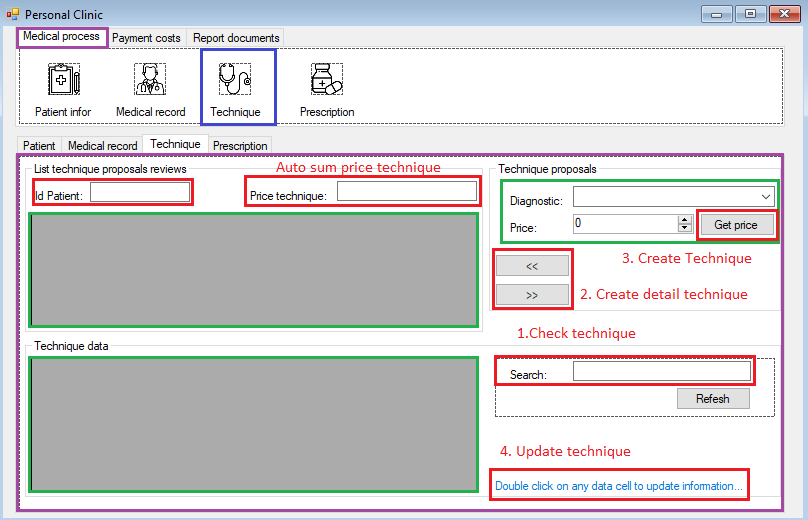 Personal Clinic
Medical process Payment costs Report documents
Patient infor Medical record Technique Prescription
Patient Medical record Technique Prescription
List technique proposals reviews Auto sum price technique Technique proposals
Id Patient: Price technique: Diagnostic:
Price: 0 Get price
3. Create Technique
<<
2. Create detail technique
>>
1.Check technique
Technique data
Search:
Refesh
4. Update technique
Double click on any data cell to update information...